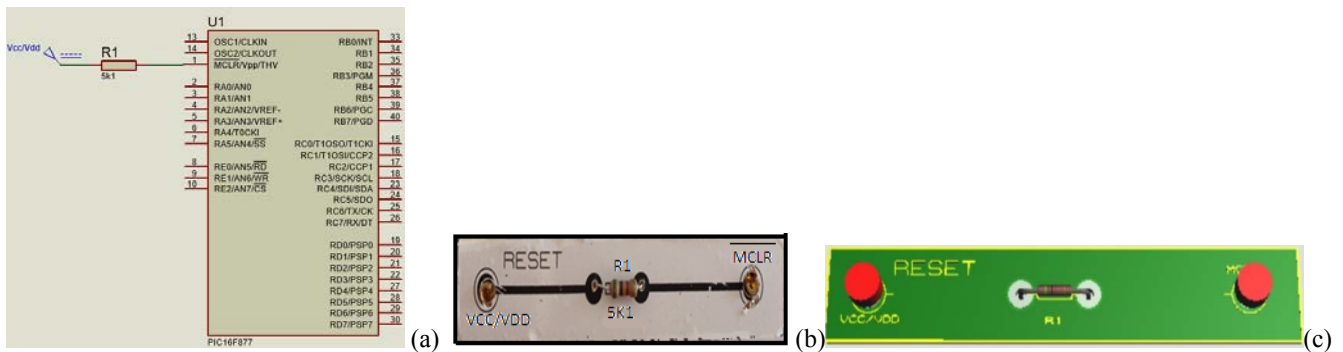 U1
Vcc/Vdd
R1
5k1
13 OSC1/CLKIN
14 OSC2/CLKOUT
1 MCLR/Vpp/THV
2 RA0/AN0
3 RA1/AN1
4 RA2/AN2/VREF-
5 RA3/AN3/VREF+
6 RA4/T0CKI
7 RA5/AN4/SS
8 RE0/AN5/RD
9 RE1/AN6/WR
10 RE2/AN7/CS
RB0/INT 33
RB1 34
RB2 35
RB3/PGM 36
RB4 37
RB5 38
RB6/PGC 39
RB7/PGD 40
RC0/T1OSO/T1CKI 15
RC1/T1OSI/CCP2 16
RC2/CCP1 17
RC3/SCK/SCL 18
RC4/SDI/SDA 23
RC5/SDO 24
RC6/TX/CK 25
RC7/RX/DT 26
RD0/PSP0 19
RD1/PSP1 20
RD2/PSP2 21
RD3/PSP3 22
RD4/PSP4 27
RD5/PSP5 28
RD6/PSP6 29
RD7/PSP7 30
PIC16F877
(a)
RESET
R1
MCLR
VCC/VDD
5K1
(b)
RESET
VCC/VDD
R1
(c)